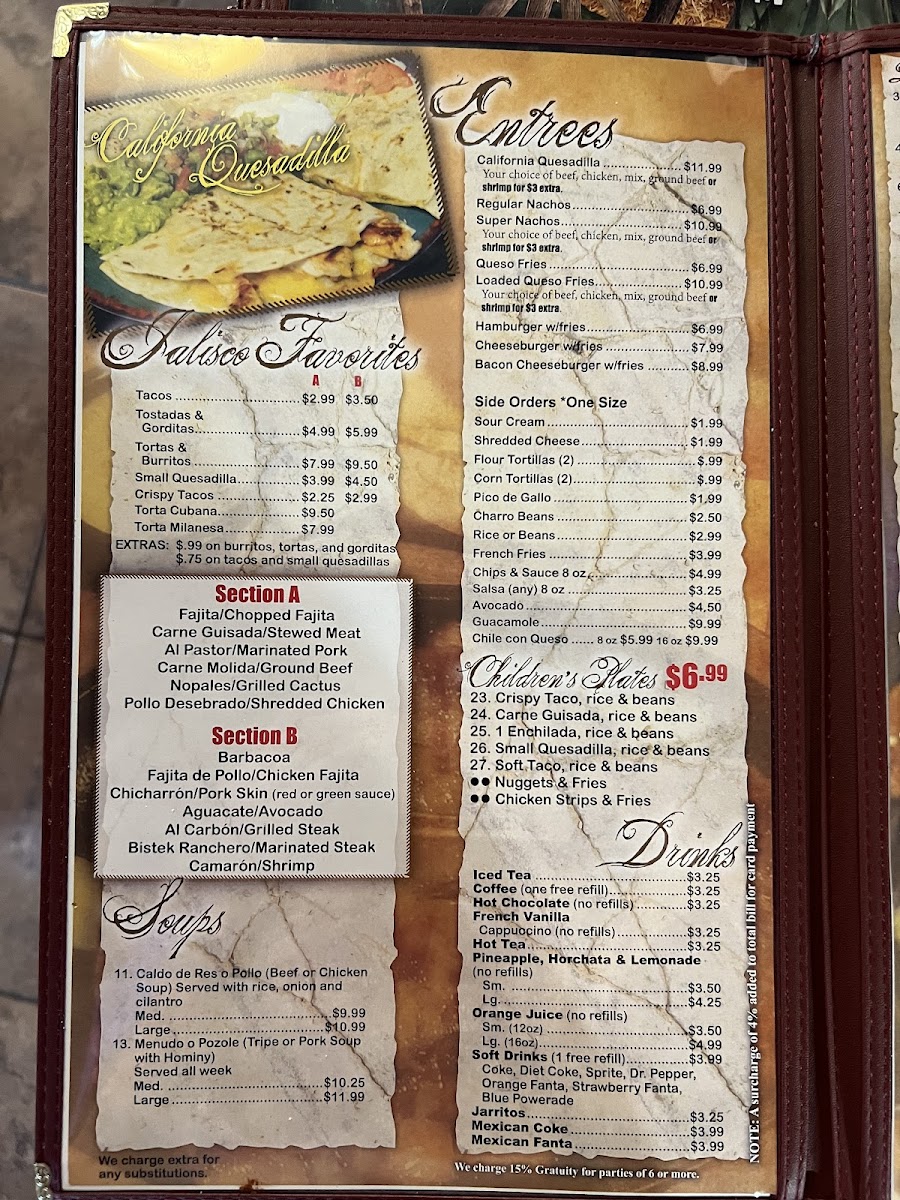 California
Quesadilla
Jalisco Favorites
A B
Tacos ........ $2.99 $3.50
Tostadas &
Gorditas........ $4.99 $5.99
Tortas &
Burritos ........ $7.99 $9.50
Small Quesadilla........ $3.99 $4.50
Crispy Tacos ........ $2.25 $2.99
Torta Cubana........ $9.50
Torta Milanesa........ $7.99
EXTRAS: $.99 on burritos, tortas, and gorditas
$.75 on tacos and small quesadillas
Section A
Fajita/Chopped Fajita
Carne Guisada/Stewed Meat
Al Pastor/Marinated Pork
Carne Molida/Ground Beef
Nopales/Grilled Cactus
Pollo Desebrado/Shredded Chicken
Section B
Barbacoa
Fajita de Pollo/Chicken Fajita
Chicharrón/Pork Skin (red or green sauce)
Aguacate/Avocado
Al Carbón/Grilled Steak
Bistek Ranchero/Marinated Steak
Camarón/Shrimp
Soups
11. Caldo de Res o Pollo (Beef or Chicken
Soup) Served with rice, onion and
cilantro
Med. ........ $9.99
Large ........ $10.99
13. Menudo o Pozole (Tripe or Pork Soup
with Hominy)
Served all week
Med. ........ $10.25
Large ........ $11.99
We charge extra for
any substitutions.
Entrees
California Quesadilla ........ $11.99
Your choice of beef, chicken, mix, ground beef or
shrimp for $3 extra.
Regular Nachos........ $6.99
Super Nachos........ $10.99
Your choice of beef, chicken, mix, ground beef or
shrimp for $3 extra.
Queso Fries ........ $6.99
Loaded Queso Fries........ $10.99
Your choice of beef, chicken, mix, ground beef or
shrimp for $3 extra.
Hamburger w/fries........ $6.99
Cheeseburger w/fries ........ $7.99
Bacon Cheeseburger w/fries ........ $8.99
Side Orders *One Size
Sour Cream........ $1.99
Shredded Cheese........ $1.99
Flour Tortillas (2) ........ $.99
Corn Tortillas (2)........ $.99
Pico de Gallo ........ $1.99
Charro Beans ........ $2.50
Rice or Beans........ $2.99
French Fries ........ $3.99
Chips & Sauce 8 oz........ $4.99
Salsa (any) 8 oz ........ $3.25
Avocado ........ $4.50
Guacamole........ $9.99
Chile con Queso ...... 8 oz $5.99 16 oz $9.99
Children's Plates $6.99
23. Crispy Taco, rice & beans
24. Carne Guisada, rice & beans
25. 1 Enchilada, rice & beans
26. Small Quesadilla, rice & beans
27. Soft Taco, rice & beans
●● Nuggets & Fries
●● Chicken Strips & Fries
Drinks
Iced Tea ........ $3.25
Coffee (one free refill)........ $3.25
Hot Chocolate (no refills) ........ $3.25
French Vanilla
Cappuccino (no refills) ........ $3.25
Hot Tea........ $3.25
Pineapple, Horchata & Lemonade
(no refills)
Sm. ........ $3.50
Lg. ........ $4.25
Orange Juice (no refills)
Sm. (12oz) ........ $3.50
Lg. (16oz)........ $4.99
Soft Drinks (1 free refill)........ $3.99
Coke, Diet Coke, Sprite, Dr. Pepper,
Orange Fanta, Strawberry Fanta,
Blue Powerade
Jarritos........ $3.25
Mexican Coke ........ $3.99
Mexican Fanta ........ $3.99
We charge 15% Gratuity for parties of 6 or more.
NOTE: A surcharge of 4% added to total bill for card payment